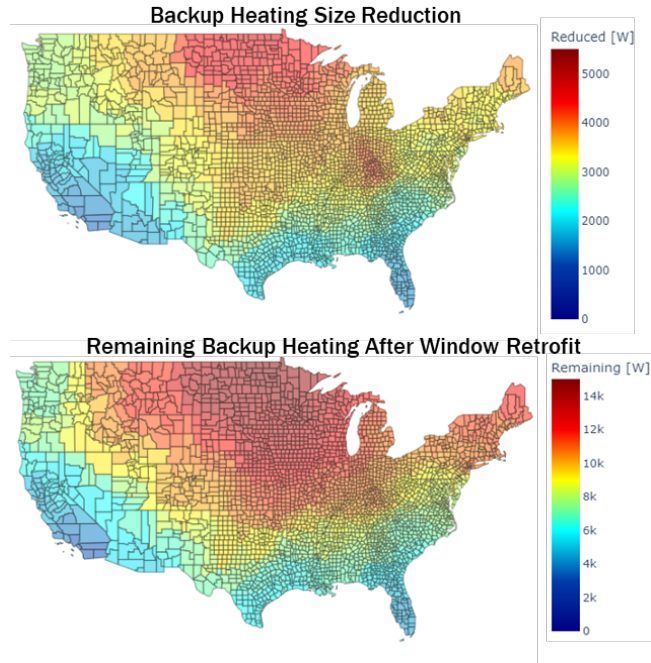 Backup Heating Size Reduction
Reduced [W]
5000
4000
3000
2000
1000
0
Remaining Backup Heating After Window Retrofit
Remaining [W]
14k
12k
10k
8k
6k
4k
2k
0